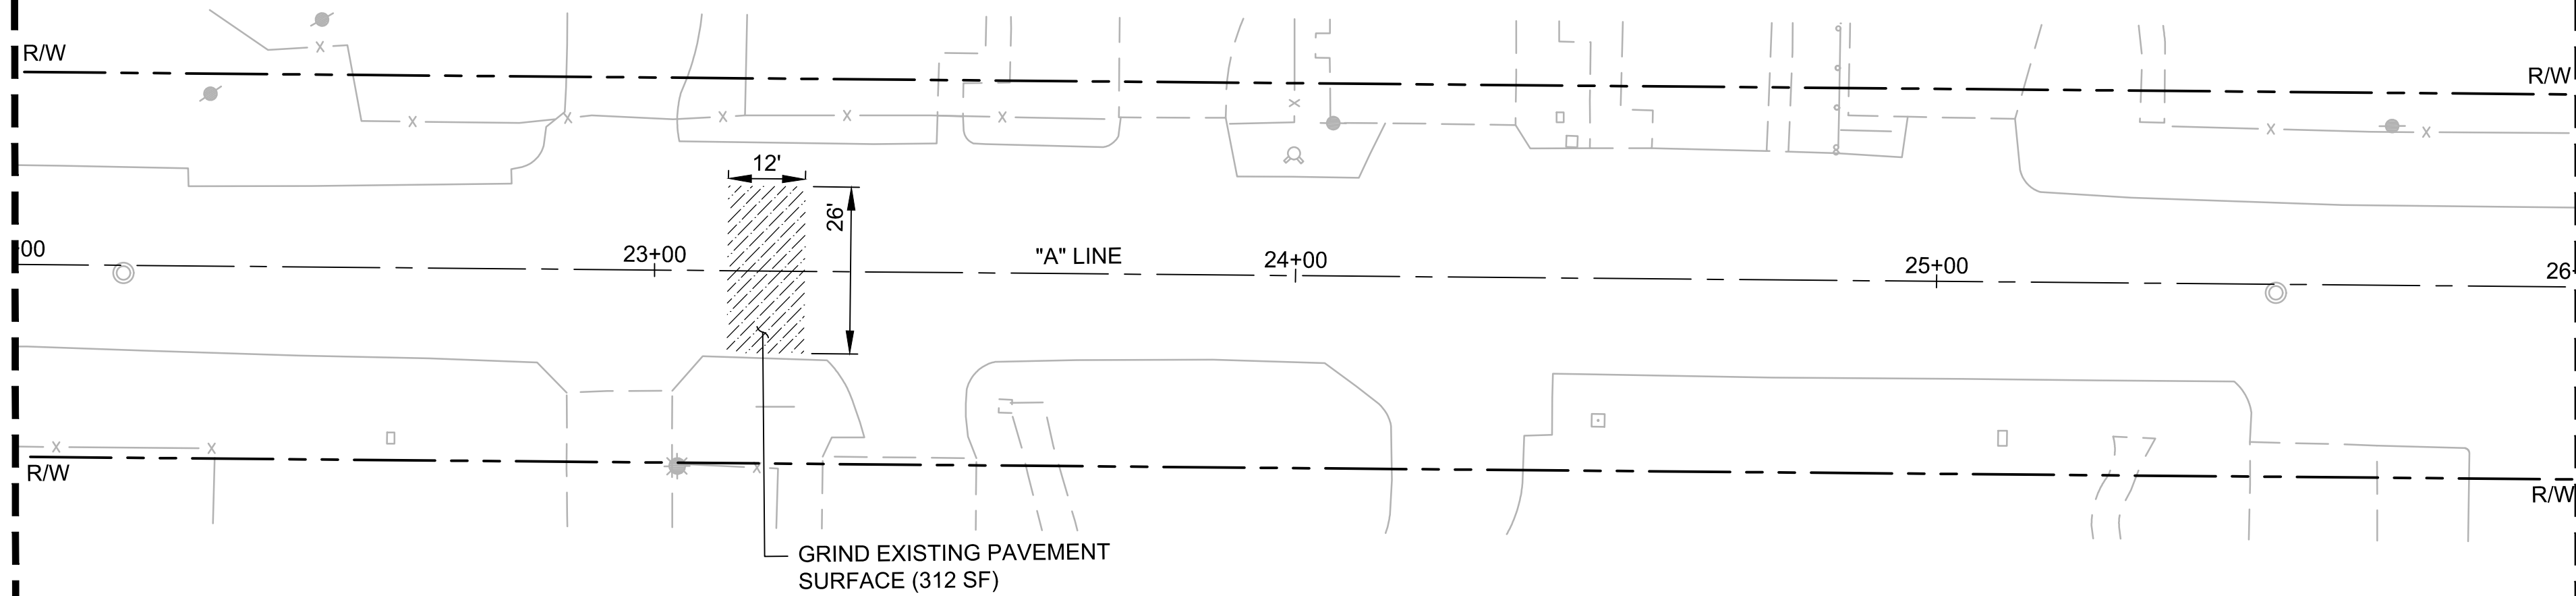 R/W
R/W
12'
26'
+00
23+00
"A" LINE
24+00
25+00
26+
R/W
R/W
GRIND EXISTING PAVEMENT
SURFACE (312 SF)